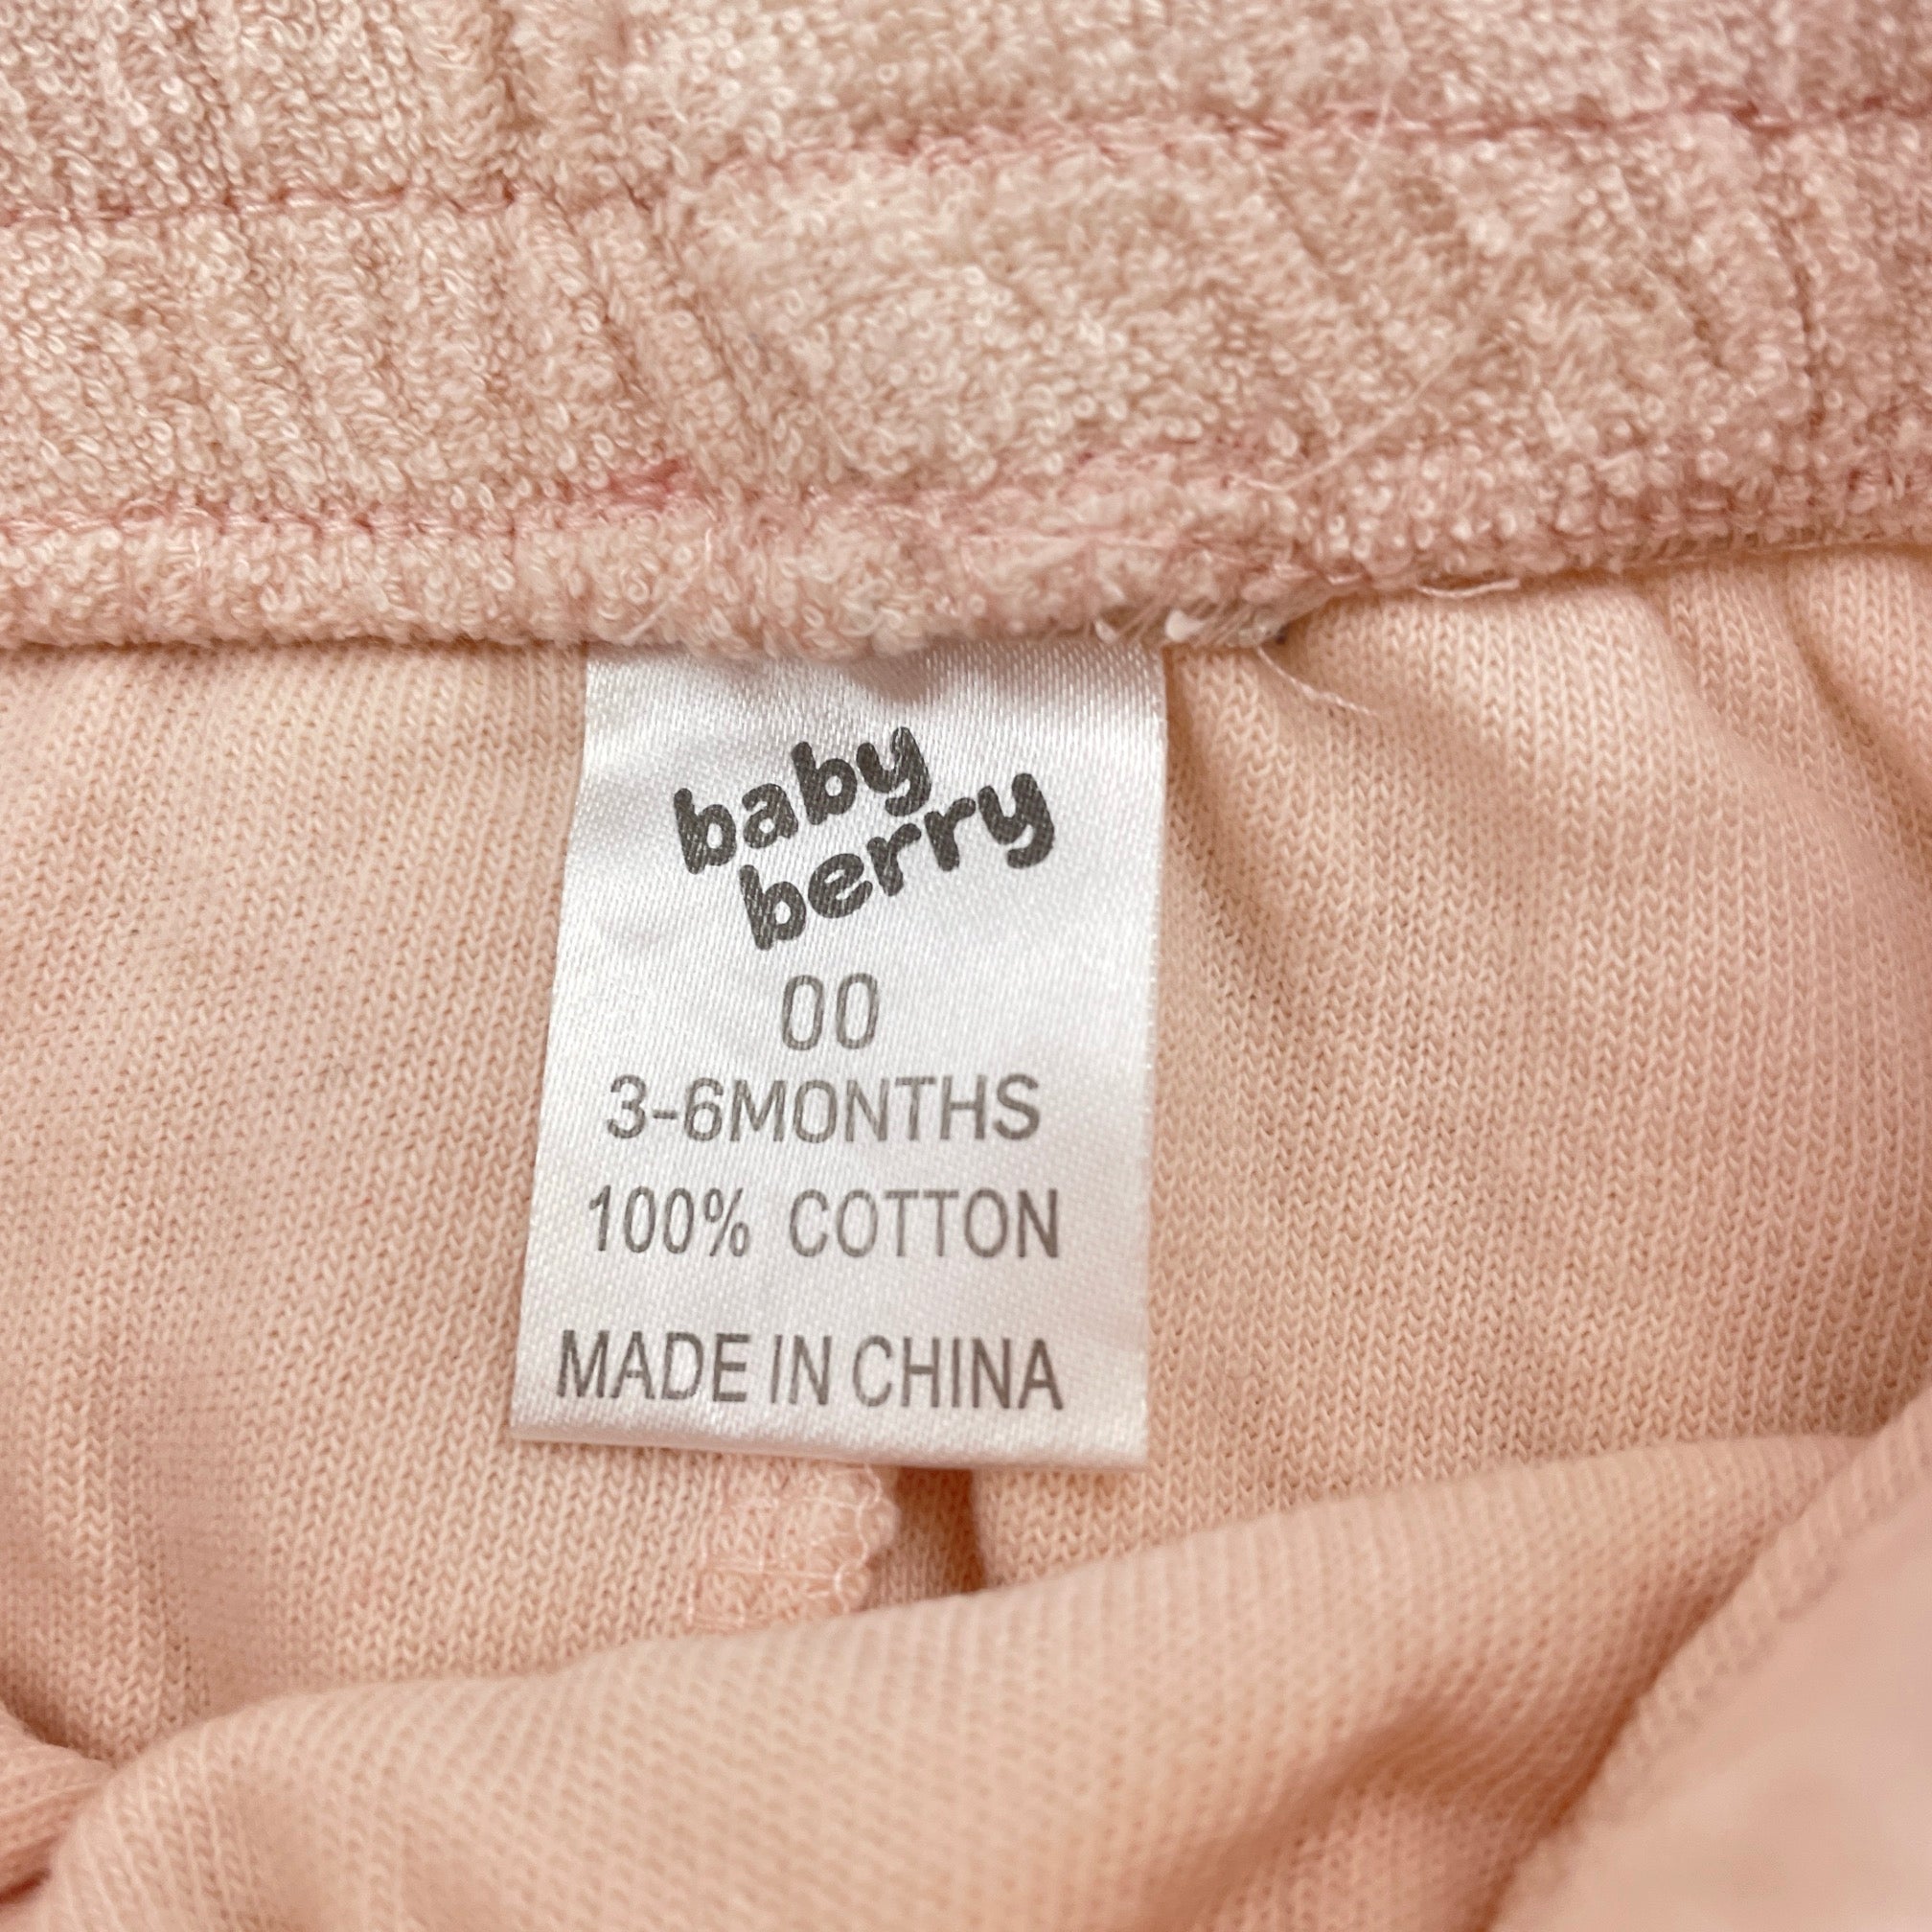 baby
berry
00
3-6MONTHS
100% COTTON
MADE IN CHINA